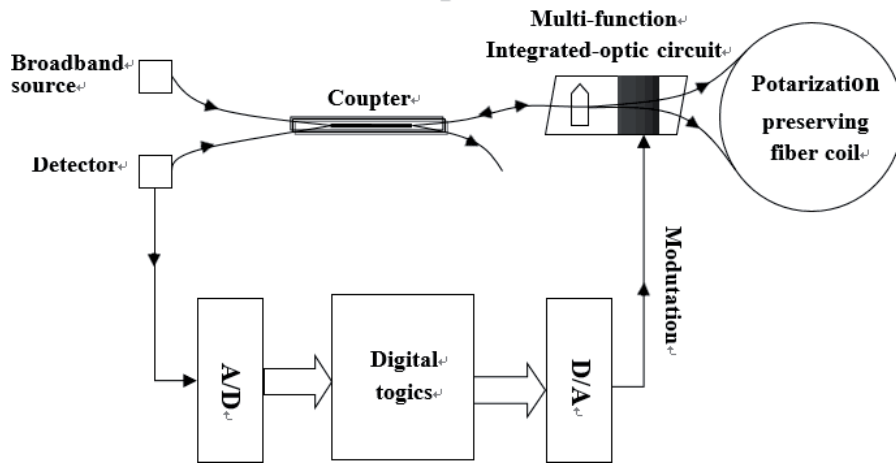 Multi-function
Integrated-optic circuit
Broadband
source
Coupter
Potarization
preserving
fiber coil
Detector
Modutation
A/D
Digital
togics
D/A